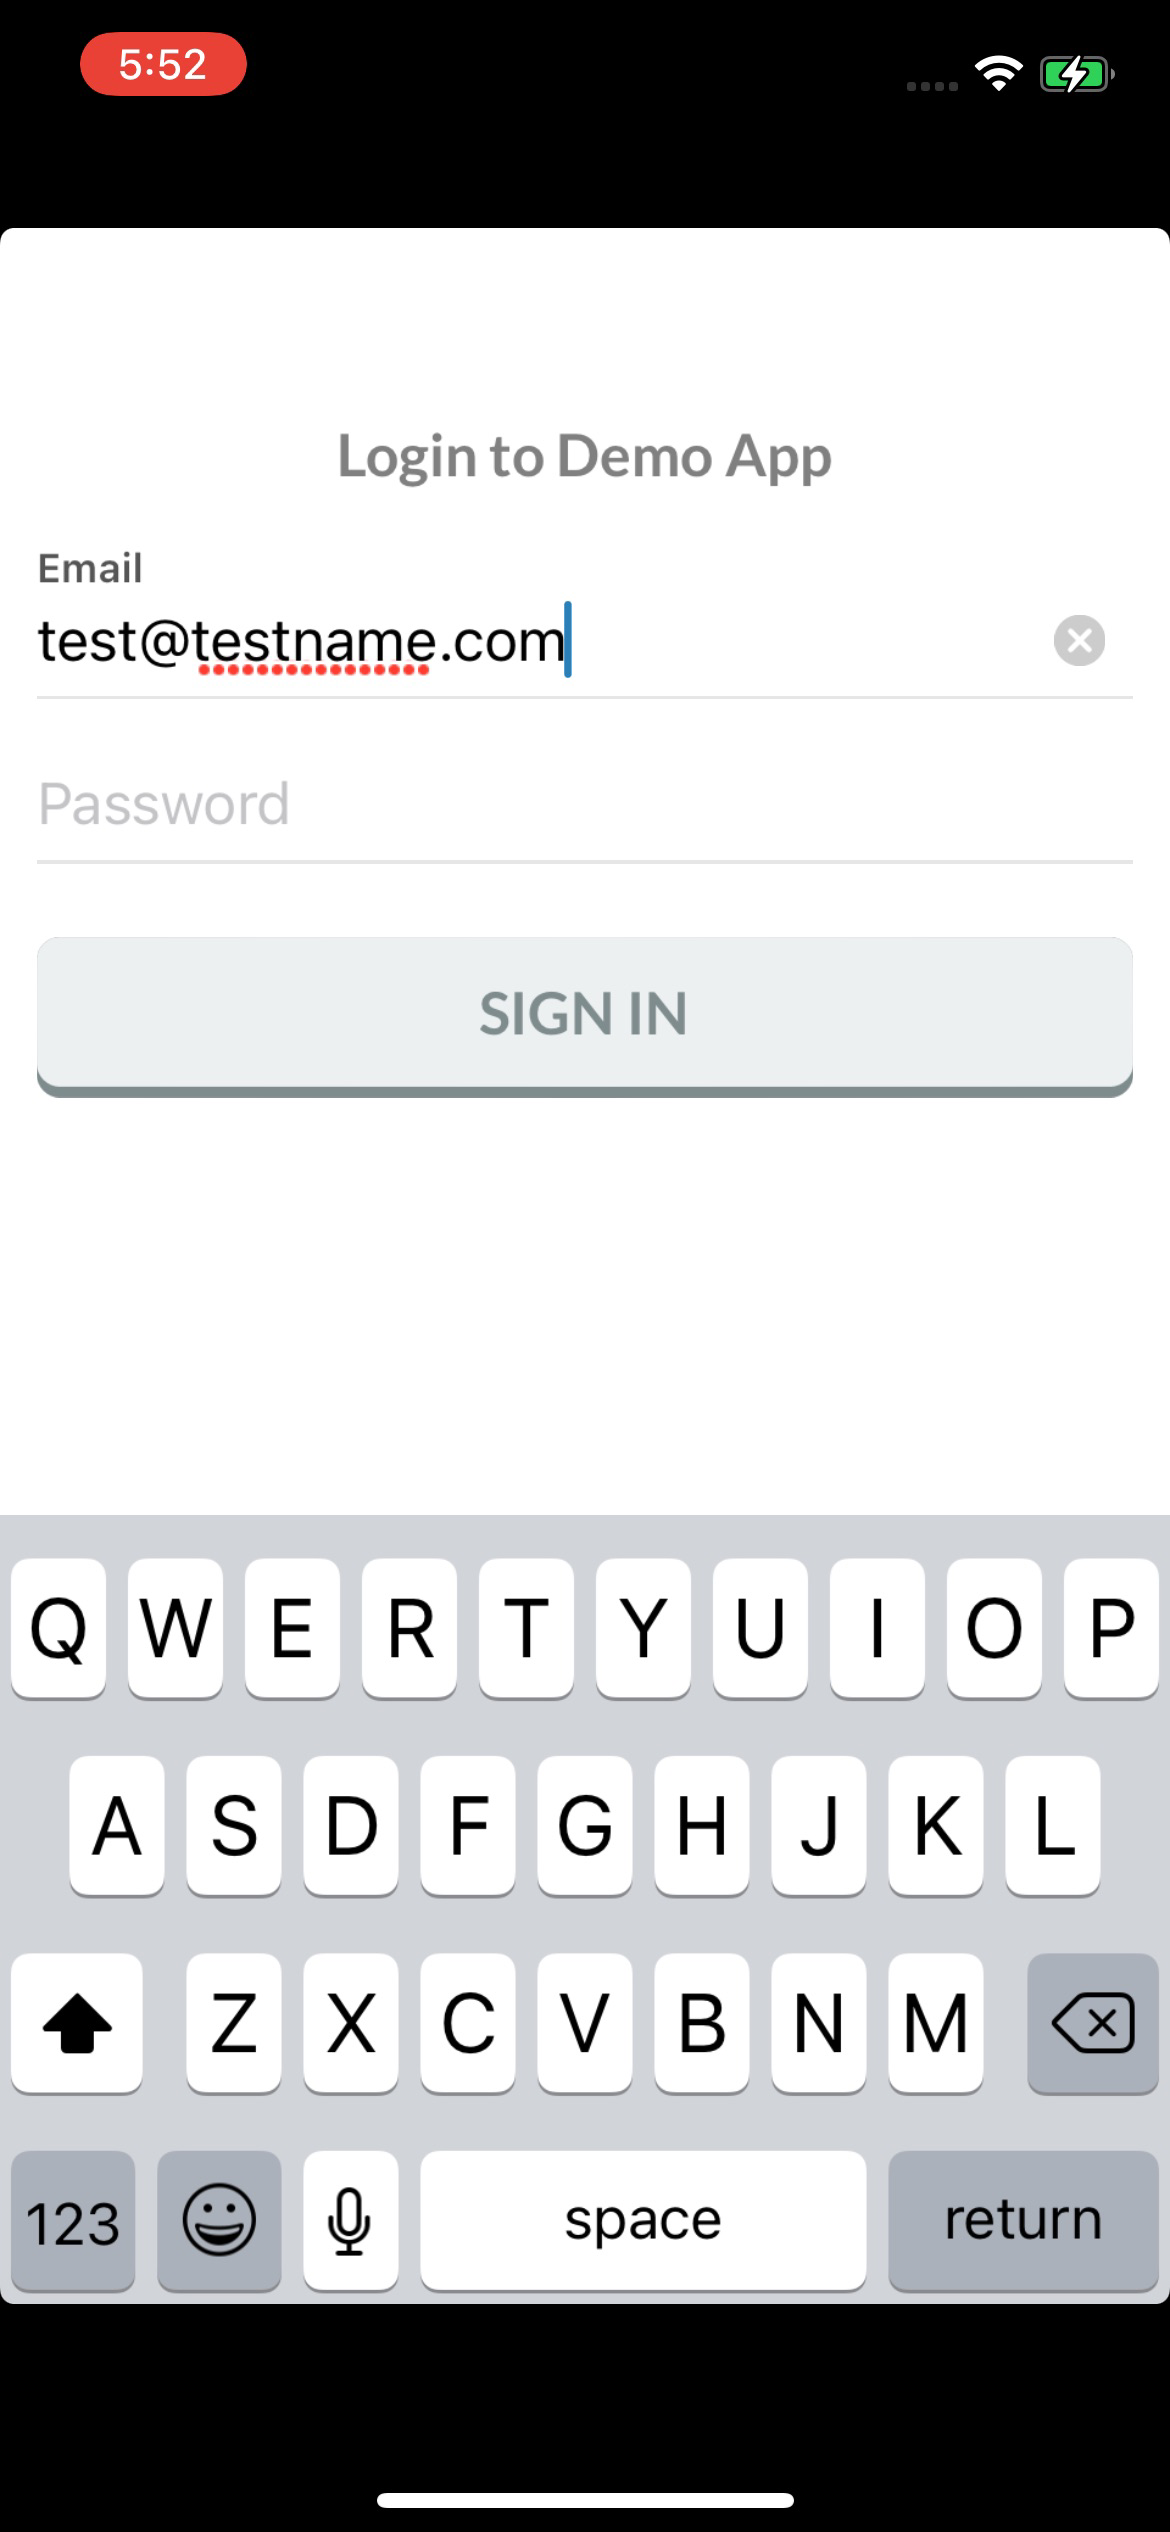 5:52
Login to Demo App
Email
test@testname.com
Password
SIGN IN
Q W E R T Y U I O P
A S D F G H J K L
Z X C V B N M
123 space return